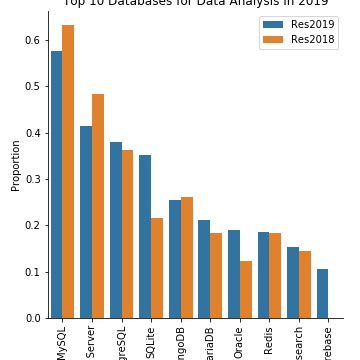 Top 10 Databases for Data Analysis in 2019
Res2019
Res2018
Proportion
0.6
0.5
0.4
0.3
0.2
0.1
0.0
MySQL
Server
greSQL
SQLite
ngoDB
ariaDB
Oracle
Redis
search
rebase